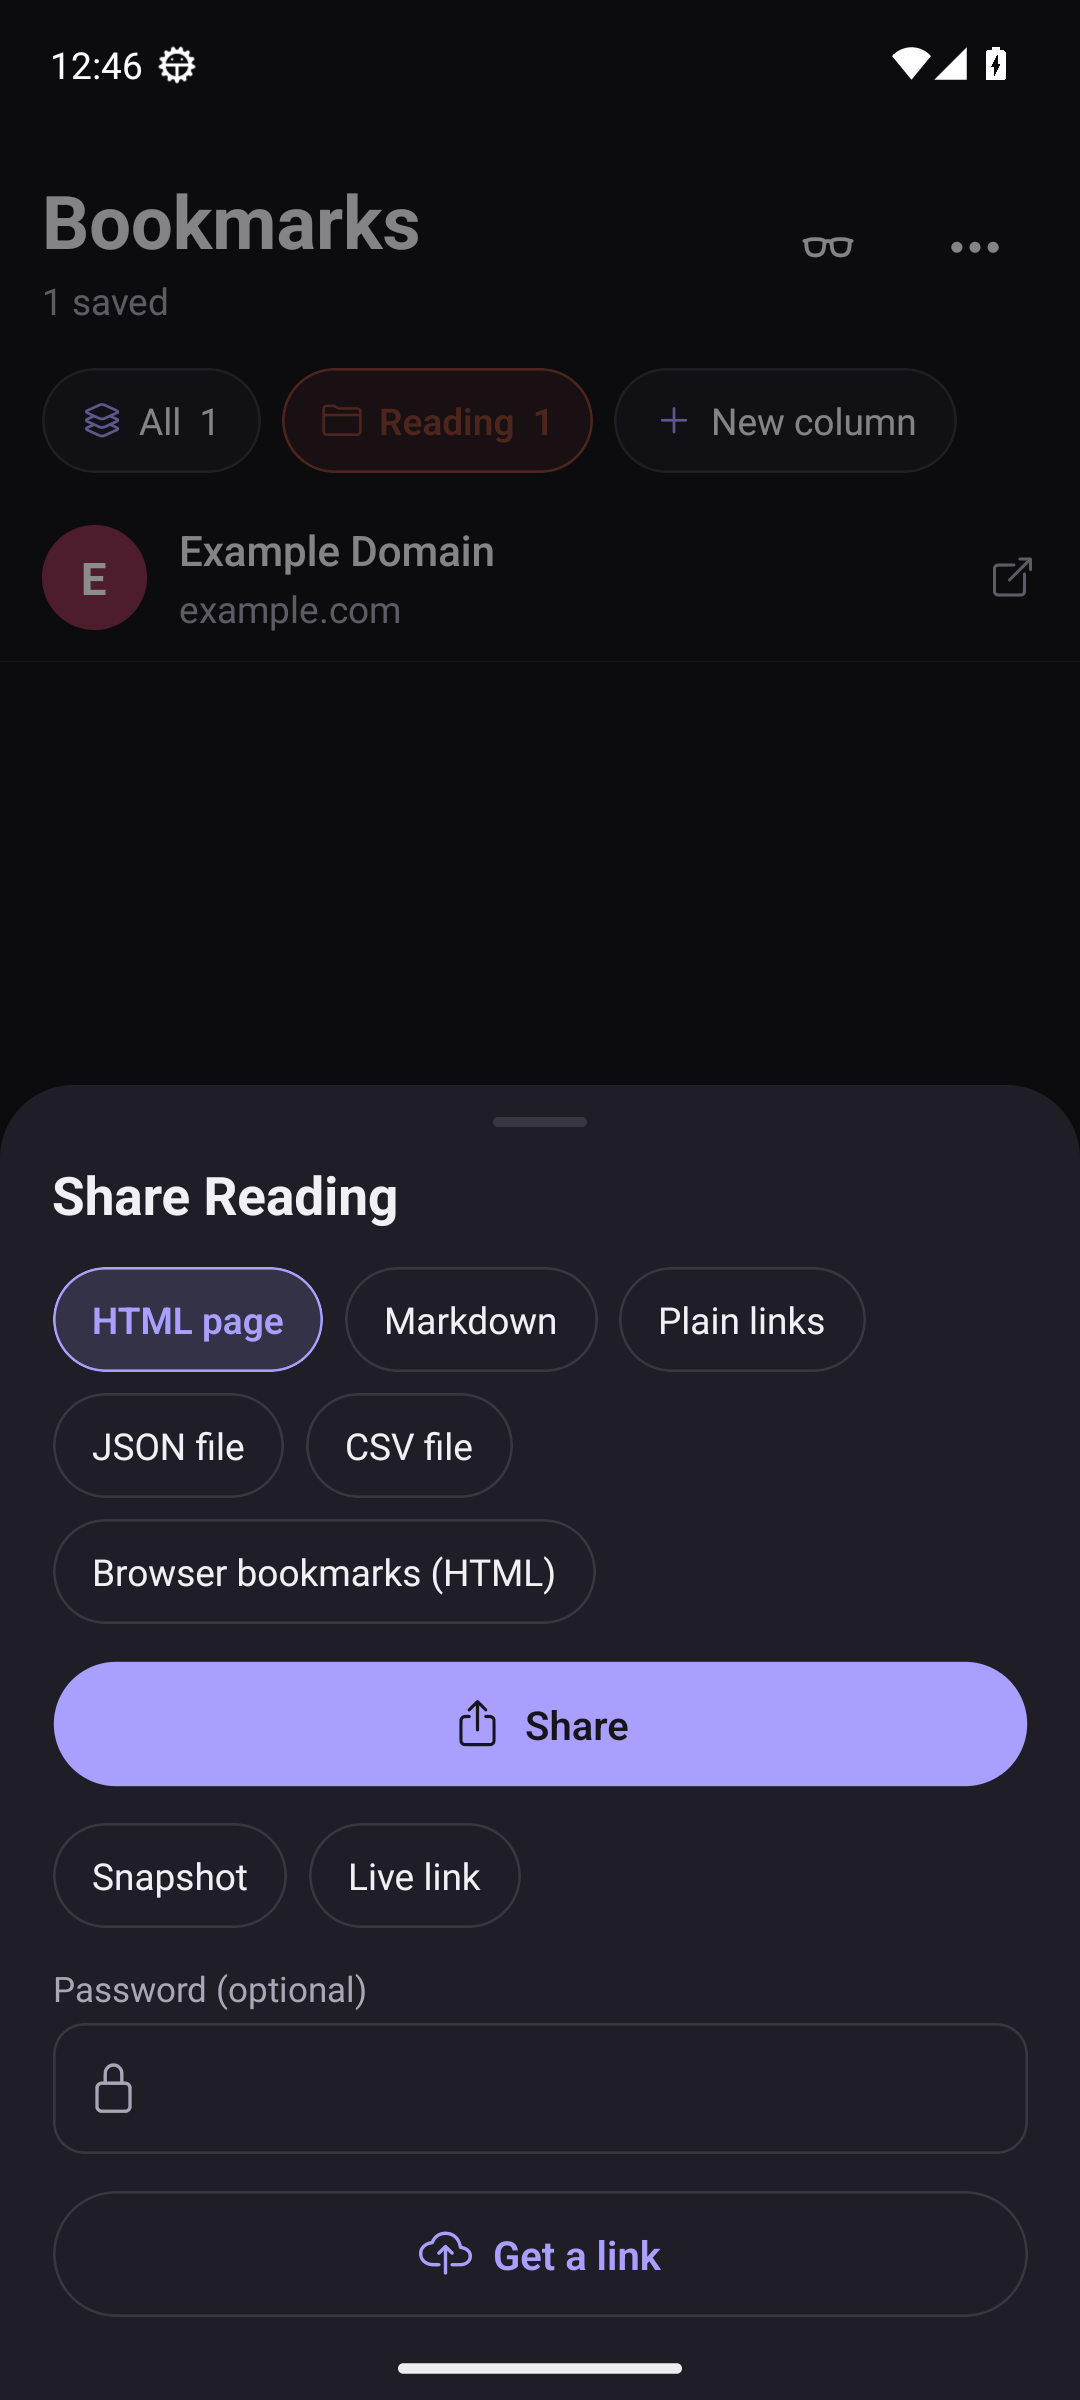 12:46
Bookmarks
1 saved
All 1
Reading 1
New column
E
Example Domain
example.com
Share Reading
HTML page
Markdown
Plain links
JSON file
CSV file
Browser bookmarks (HTML)
Share
Snapshot
Live link
Password (optional)
Get a link